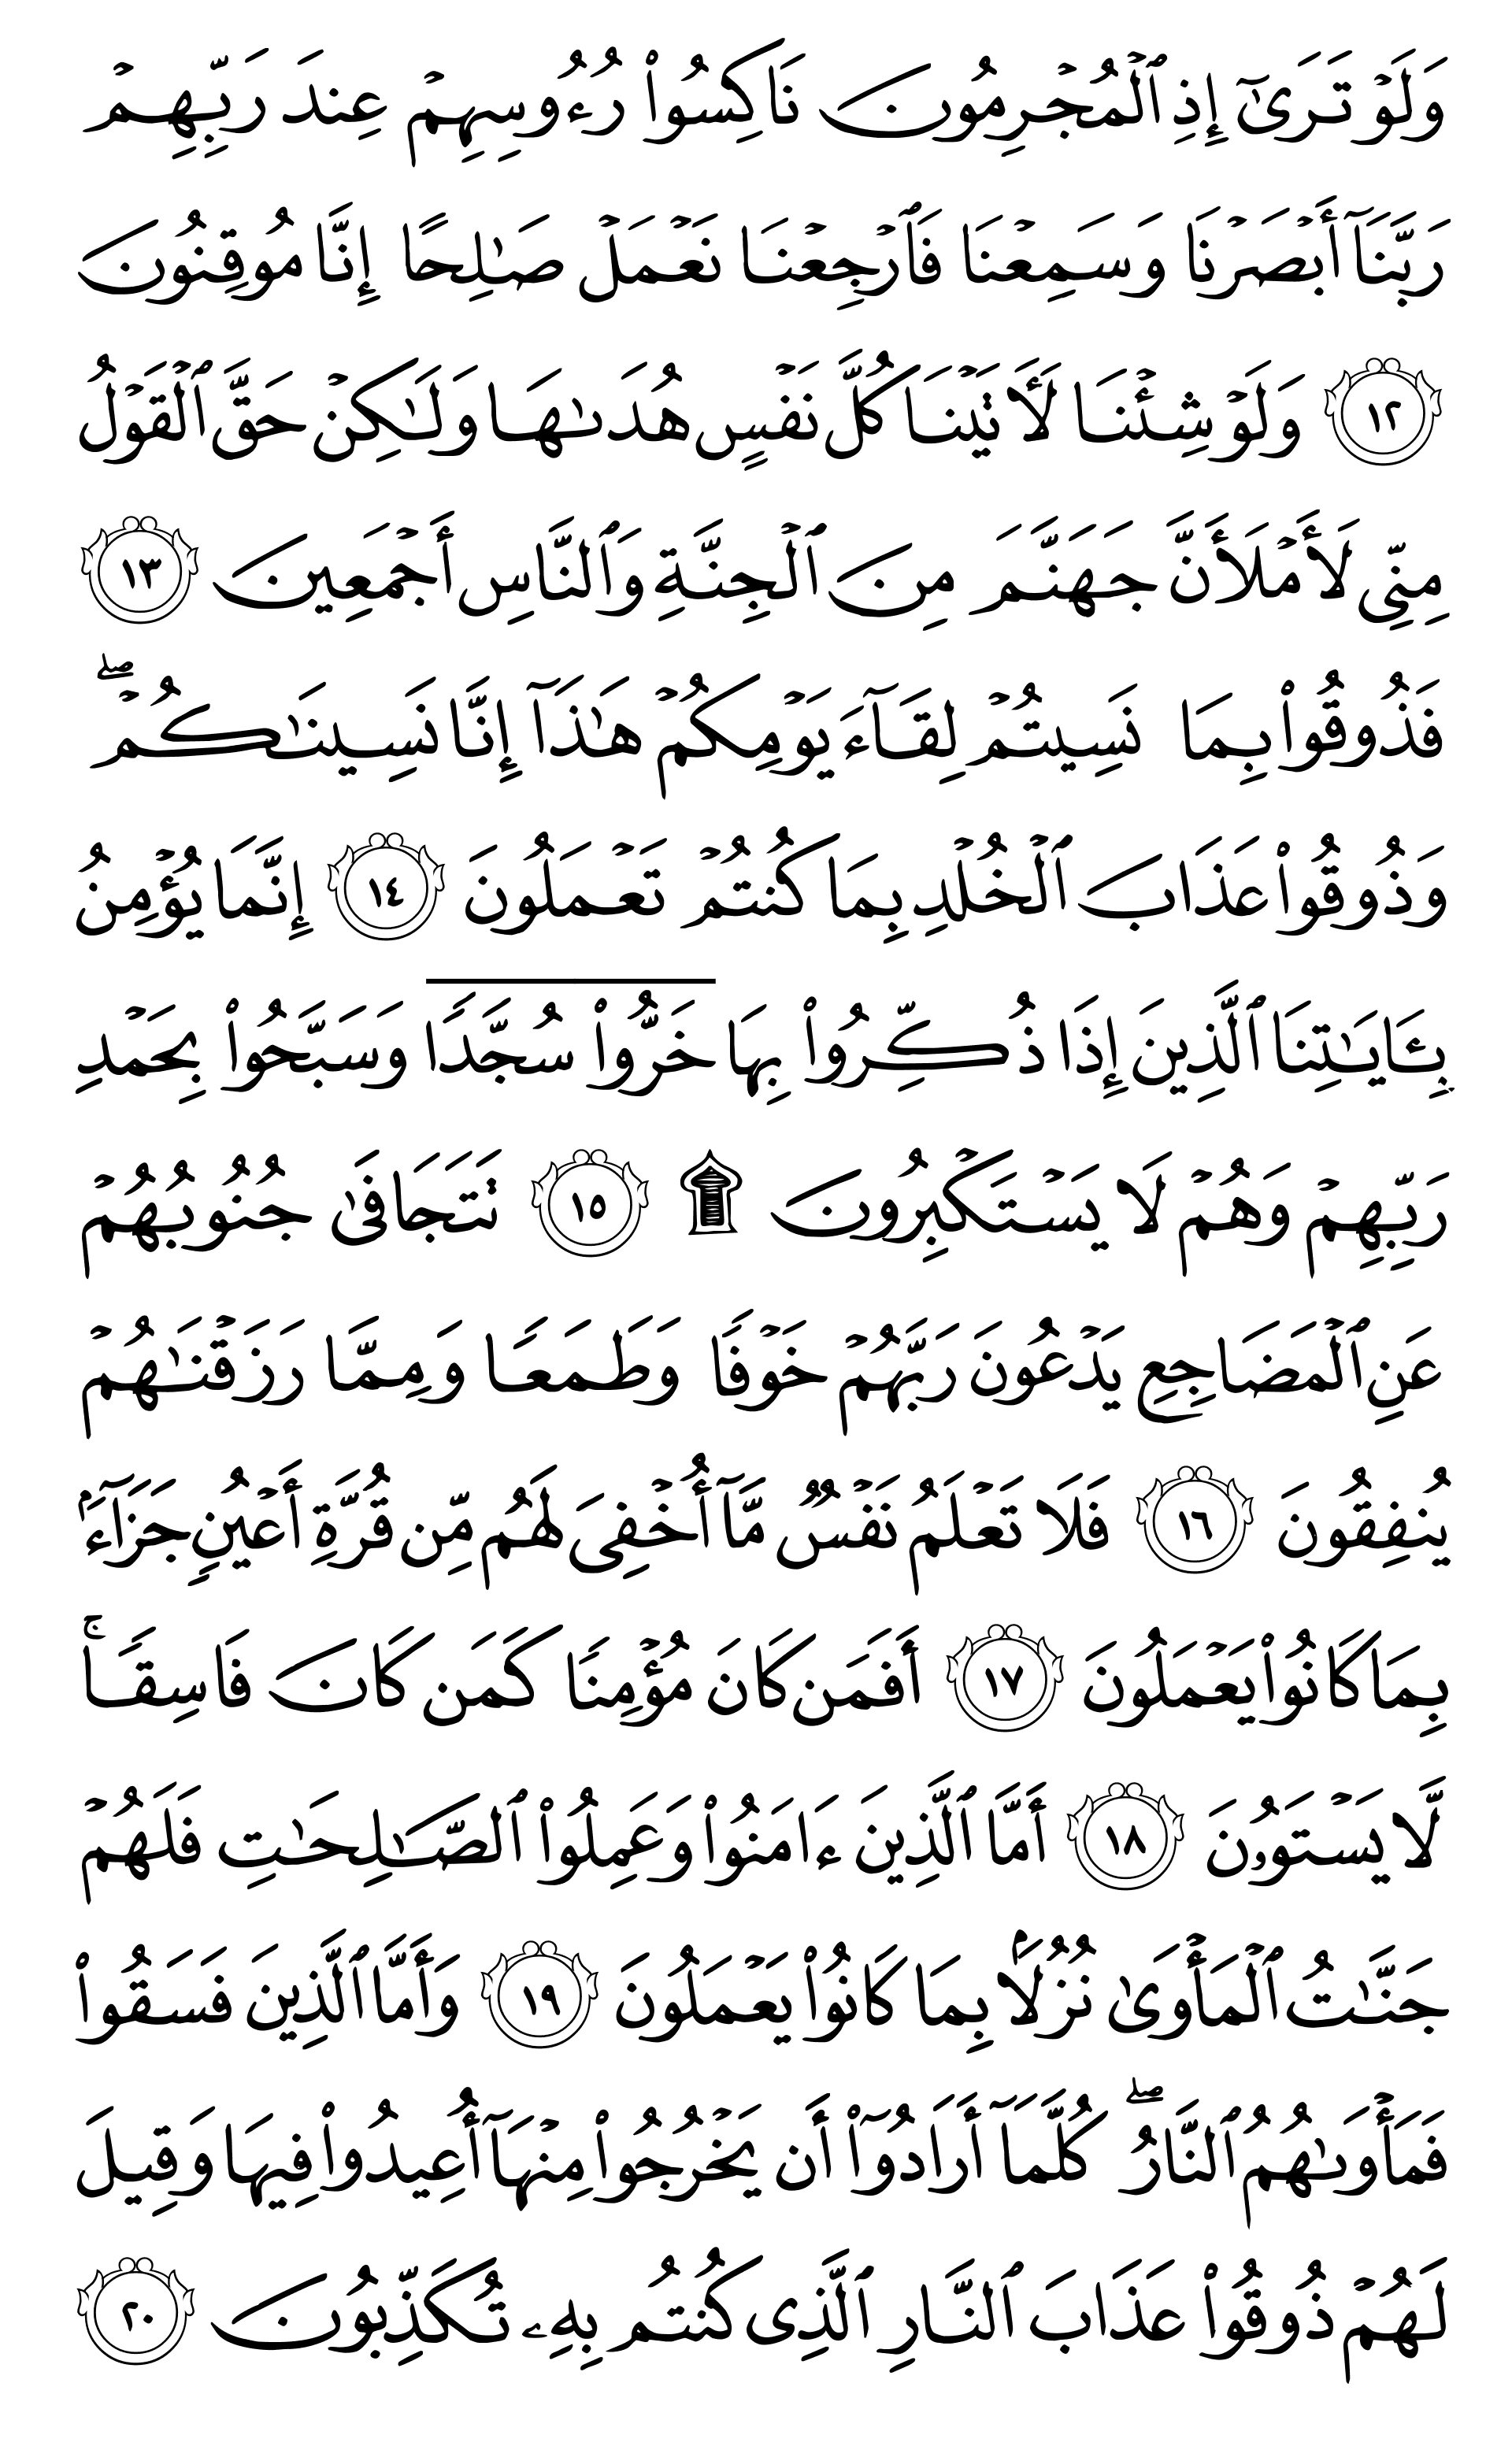 وَلَوْ تَرَىٰٓ إِذِ ٱلْمُجْرِمُونَ نَاكِسُوا۟ رُءُوسِهِمْ عِندَ رَبِّهِمْ
رَبَّنَآ أَبْصَرْنَا وَسَمِعْنَا فَٱرْجِعْنَا نَعْمَلْ صَٰلِحًا إِنَّا مُوقِنُونَ
١٢ وَلَوْ شِئْنَا لَءَاتَيْنَا كُلَّ نَفْسٍ هُدَىٰهَا وَلَٰكِنْ حَقَّ ٱلْقَوْلُ
مِنِّى لَأَمْلَأَنَّ جَهَنَّمَ مِنَ ٱلْجِنَّةِ وَٱلنَّاسِ أَجْمَعِينَ ١٣
فَذُوقُوا۟ بِمَا نَسِيتُمْ لِقَآءَ يَوْمِكُمْ هَٰذَآ إِنَّا نَسِينَٰكُمْ ۖ
وَذُوقُوا۟ عَذَابَ ٱلْخُلْدِ بِمَا كُنتُمْ تَعْمَلُونَ ١٤ إِنَّمَا يُؤْمِنُ
بِـَٔايَٰتِنَا ٱلَّذِينَ إِذَا ذُكِّرُوا۟ بِهَا خَرُّوا۟ سُجَّدًا وَسَبَّحُوا۟ بِحَمْدِ
رَبِّهِمْ وَهُمْ لَا يَسْتَكْبِرُونَ ۩ ١٥ تَتَجَافَىٰ جُنُوبُهُمْ
عَنِ ٱلْمَضَاجِعِ يَدْعُونَ رَبَّهُمْ خَوْفًا وَطَمَعًا وَمِمَّا رَزَقْنَٰهُمْ
يُنفِقُونَ ١٦ فَلَا تَعْلَمُ نَفْسٌ مَّآ أُخْفِىَ لَهُم مِّن قُرَّةِ أَعْيُنٍ جَزَآءًۢ
بِمَا كَانُوا۟ يَعْمَلُونَ ١٧ أَفَمَن كَانَ مُؤْمِنًا كَمَن كَانَ فَاسِقًا ۚ
لَّا يَسْتَوُۥنَ ١٨ أَمَّا ٱلَّذِينَ ءَامَنُوا۟ وَعَمِلُوا۟ ٱلصَّٰلِحَٰتِ فَلَهُمْ
جَنَّٰتُ ٱلْمَأْوَىٰ نُزُلًۢا بِمَا كَانُوا۟ يَعْمَلُونَ ١٩ وَأَمَّا ٱلَّذِينَ فَسَقُوا۟
فَمَأْوَىٰهُمُ ٱلنَّارُ ۖ كُلَّمَآ أَرَادُوٓا۟ أَن يَخْرُجُوا۟ مِنْهَآ أُعِيدُوا۟ فِيهَا وَقِيلَ
لَهُمْ ذُوقُوا۟ عَذَابَ ٱلنَّارِ ٱلَّذِى كُنتُم بِهِۦ تُكَذِّبُونَ ٢٠